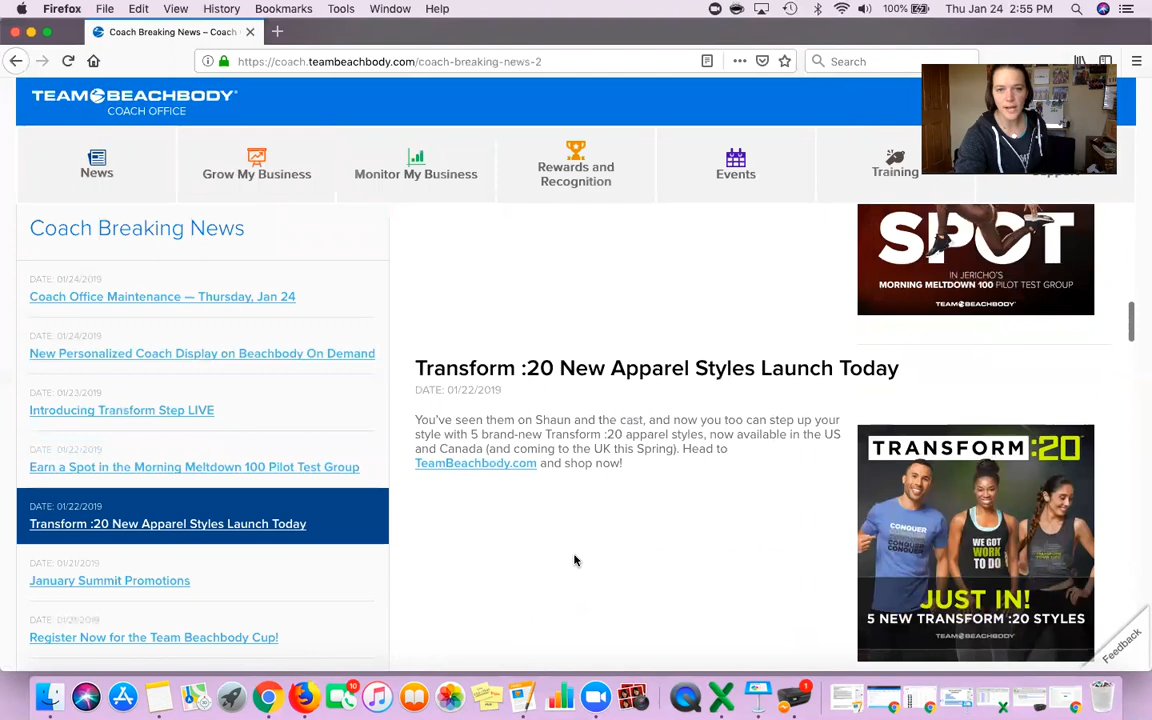 Firefox File Edit View History Bookmarks Tools Window Help 100% Thu Jan 24 2:55 PM
Coach Breaking News – Coach
https://coach.teambeachbody.com/coach-breaking-news-2
Search
TEAM BEACHBODY
COACH OFFICE
News
Grow My Business
Monitor My Business
Rewards and
Recognition
Events
Training
Coach Breaking News
DATE: 01/24/2019
Coach Office Maintenance — Thursday, Jan 24
DATE: 01/24/2019
New Personalized Coach Display on Beachbody On Demand
DATE: 01/23/2019
Introducing Transform Step LIVE
DATE: 01/22/2019
Earn a Spot in the Morning Meltdown 100 Pilot Test Group
DATE: 01/22/2019
Transform :20 New Apparel Styles Launch Today
DATE: 01/21/2019
January Summit Promotions
DATE: 01/21/2019
Register Now for the Team Beachbody Cup!
SPOT
IN JERICHO'S
MORNING MELTDOWN 100 PILOT TEST GROUP
TEAM BEACHBODY
Transform :20 New Apparel Styles Launch Today
DATE: 01/22/2019
You've seen them on Shaun and the cast, and now you too can step up your
style with 5 brand-new Transform :20 apparel styles, now available in the US
and Canada (and coming to the UK this Spring). Head to
TeamBeachbody.com and shop now!
TRANSFORM :20
CONQUER
WE GOT
WORK
TO DO
JUST IN!
5 NEW TRANSFORM :20 STYLES
TEAM BEACHBODY
Feedback
10
1